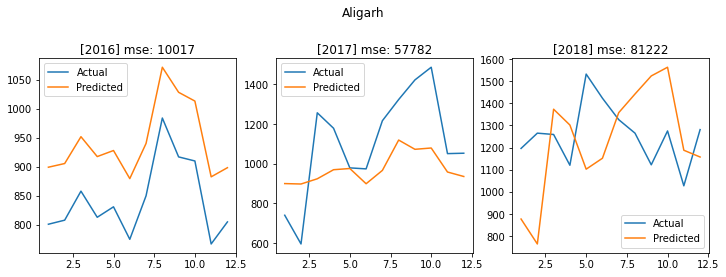 Aligarh
[2016] mse: 10017
Actual
Predicted
1050
1000
950
900
850
800
2.5 5.0 7.5 10.0 12.5
[2017] mse: 57782
Actual
Predicted
1400
1200
1000
800
600
2.5 5.0 7.5 10.0 12.5
[2018] mse: 81222
1600
1500
1400
1300
1200
1100
1000
900
800
Actual
Predicted
2.5 5.0 7.5 10.0 12.5